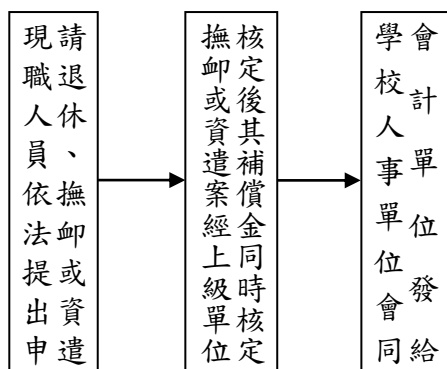 現職人員依法提出申
請退休、撫卹或資遣
撫卹或資遣案經上級單位
核定後其補償金同時核定
學校人事單位會同
會計單位發給